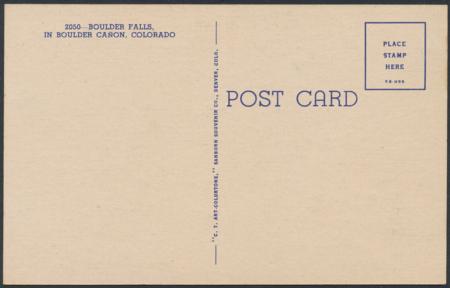 2050—BOULDER FALLS,
IN BOULDER CAÑON, COLORADO
"C. T. ART-COLORTONE," SANBORN SOUVENIR CO., DENVER, COLO.
POST CARD
PLACE
STAMP
HERE